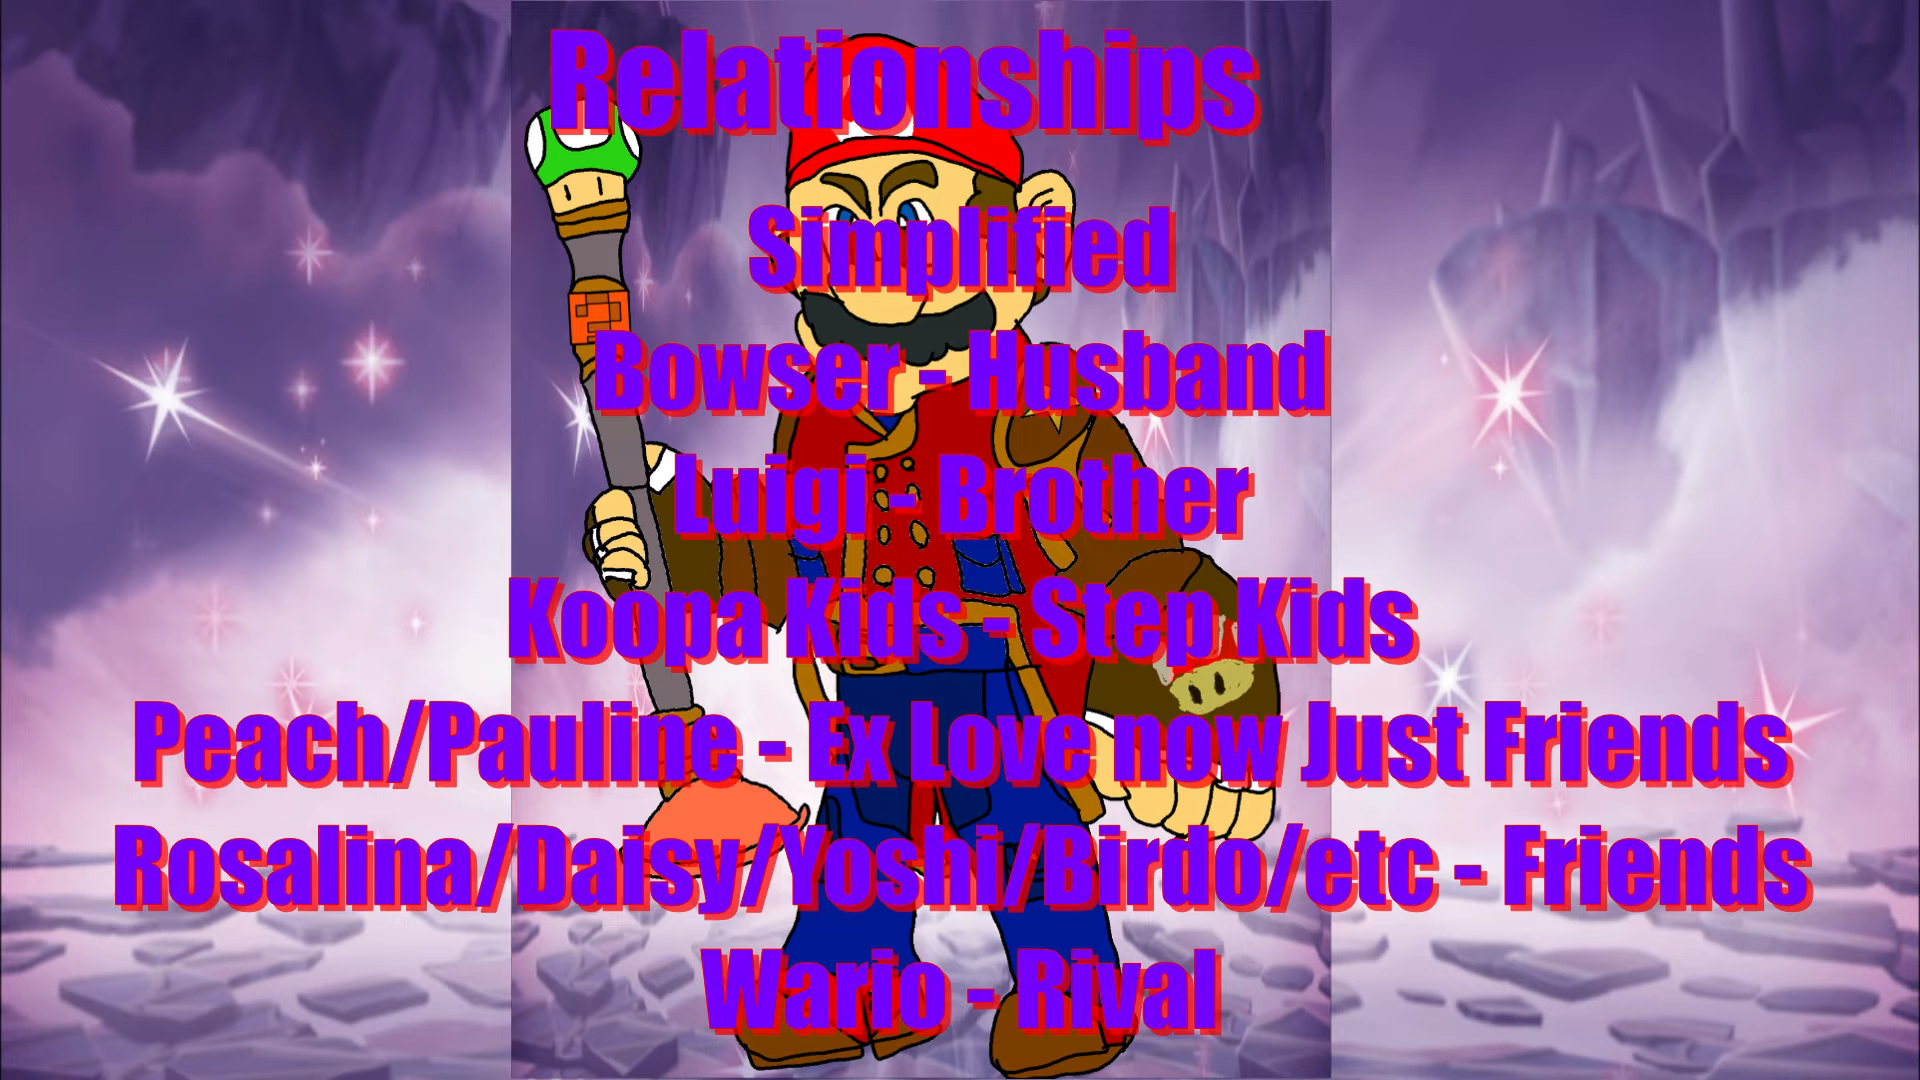 Relationships
Simplified
Bowser - Husband
Luigi - Brother
Koopa Kids - Step Kids
Peach/Pauline - Ex Love now Just Friends
Rosalina/Daisy/Yoshi/Birdo/etc - Friends
Wario - Rival